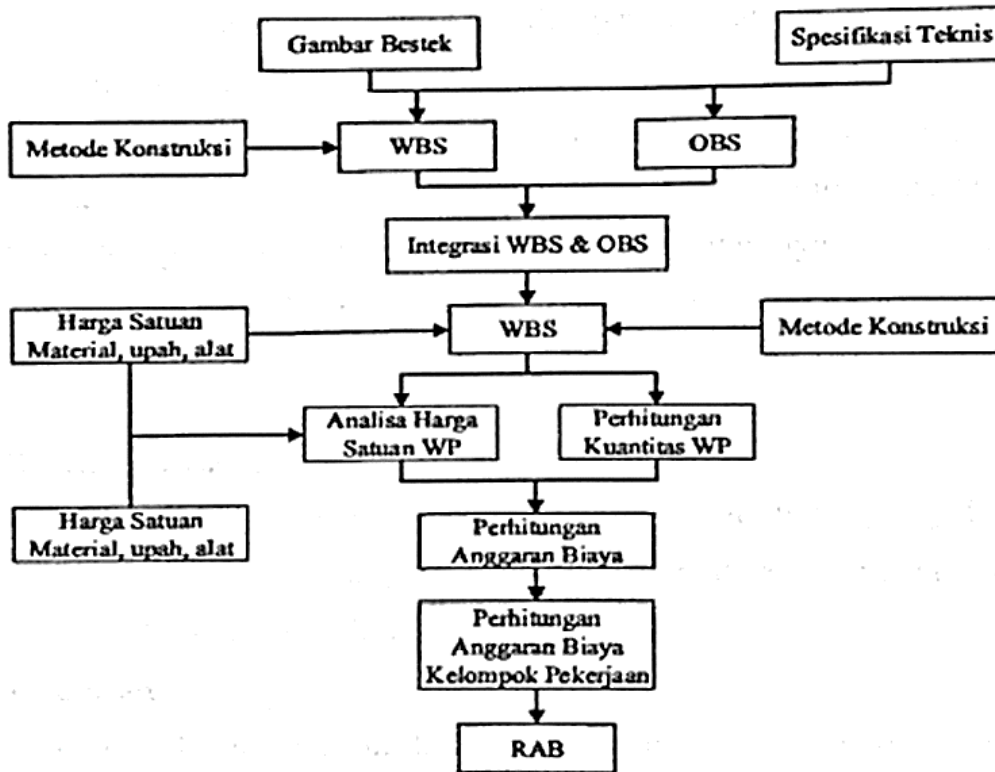 Gambar Bestek
Spesifikasi Teknis
Metode Konstruksi
WBS
OBS
Integrasi WBS & OBS
Harga Satuan
Material, upah, alat
WBS
Metode Konstruksi
Analisa Harga
Satuan WP
Perhitungan
Kuantitas WP
Harga Satuan
Material, upah, alat
Perhitungan
Anggaran Biaya
Perhitungan
Anggaran Biaya
Kelompok Pekerjaan
RAB